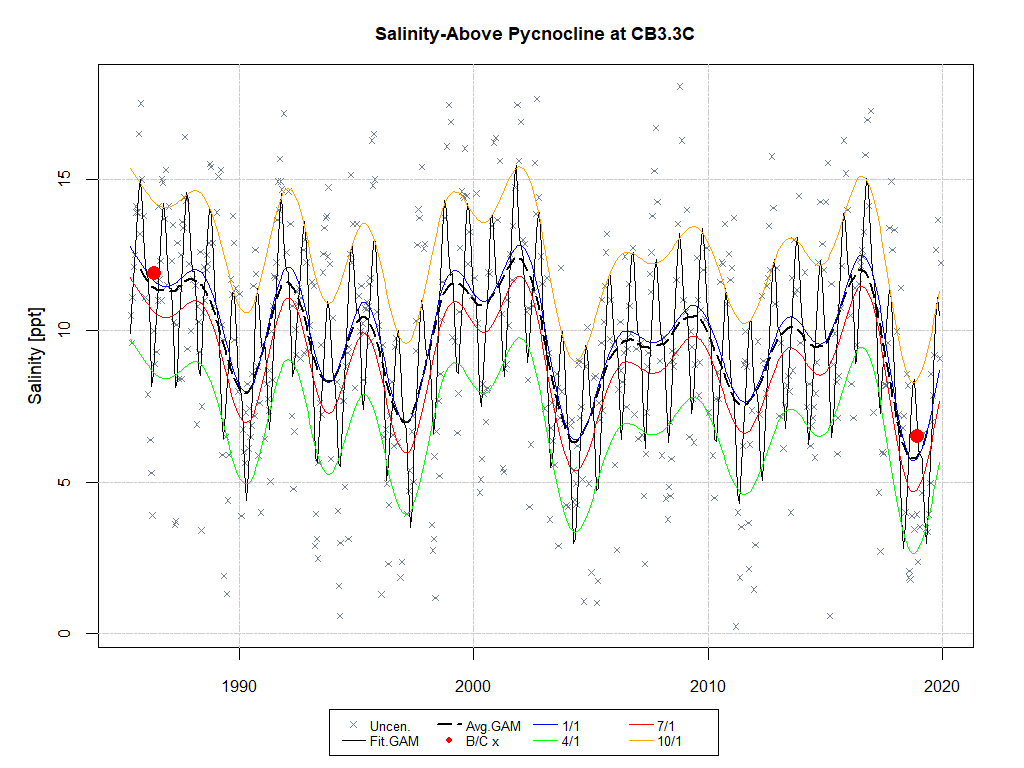 Salinity-Above Pycnocline at CB3.3C
Salinity [ppt]
15
10
5
0
1990 2000 2010 2020
Uncen. Avg.GAM 1/1 7/1
Fit.GAM B/C x 4/1 10/1